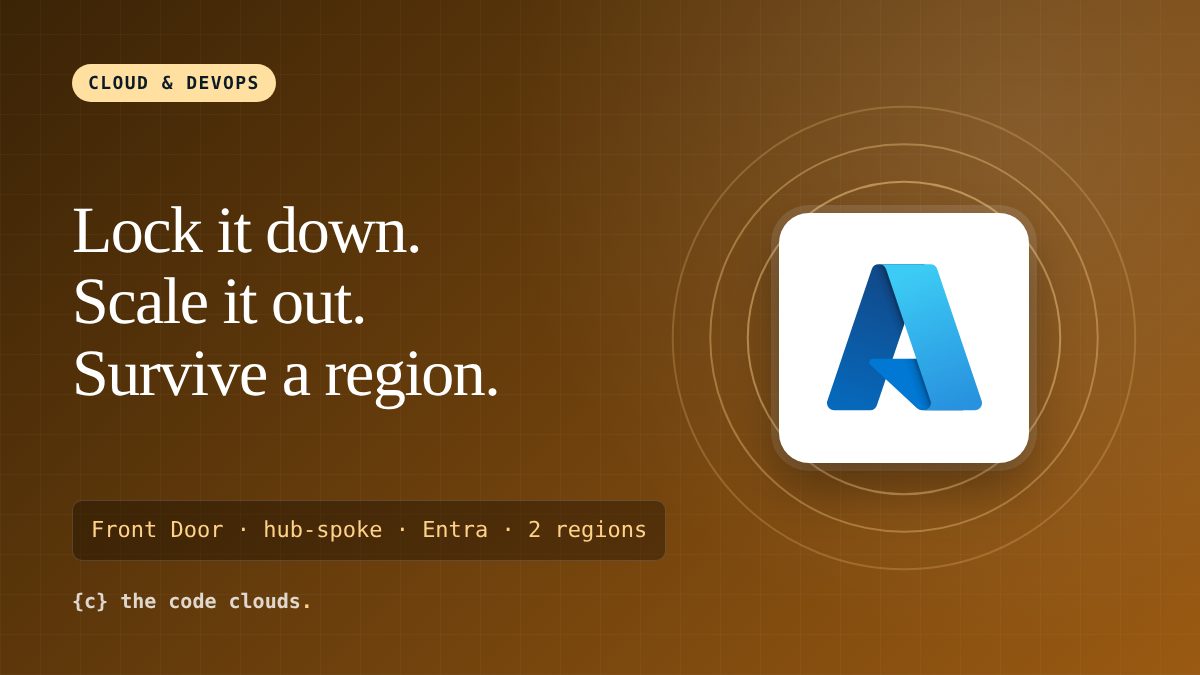 CLOUD & DEVOPS
Lock it down.
Scale it out.
Survive a region.
Front Door · hub-spoke · Entra · 2 regions
{c} the code clouds.